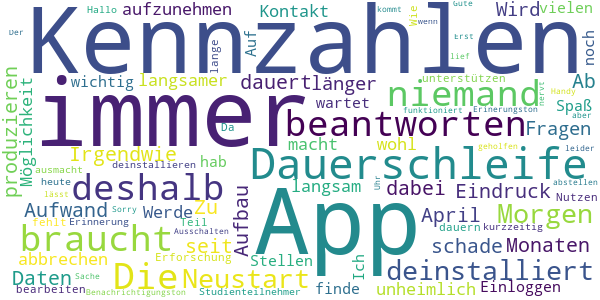 Der Hallo aufzunehmen Kontakt kommt Wie wenn Gute Wird vielen
Kennzahlen
lange Auf Erst lief noch
wichtig langsamer dauert länger unterstützen nervt Ab
produzieren Möglichkeit immer wartet niemand Handy aber Spaß
funktioniert Erinnerungston
Da beantworten Fragen
Irgendwie macht wohl geholfen leider
ausmacht deinstallieren hab Dauerschleife
heute lässt deshalb langsam Uhr dabei Eindruck abstellen Nutzen
Aufwand Werde Zu Aufbau App April Morgen
Sorry Erinnerung
fehlt Teil Ausschalten dauern kurzzeitig
braucht seit schade Monaten
abbrechen Erforschung Stellen Ich
Daten Die Neustart deinstalliert
Sache finde unheimlich Einloggen
bearbeiten Benachrichtigungston Studienteilnehmer